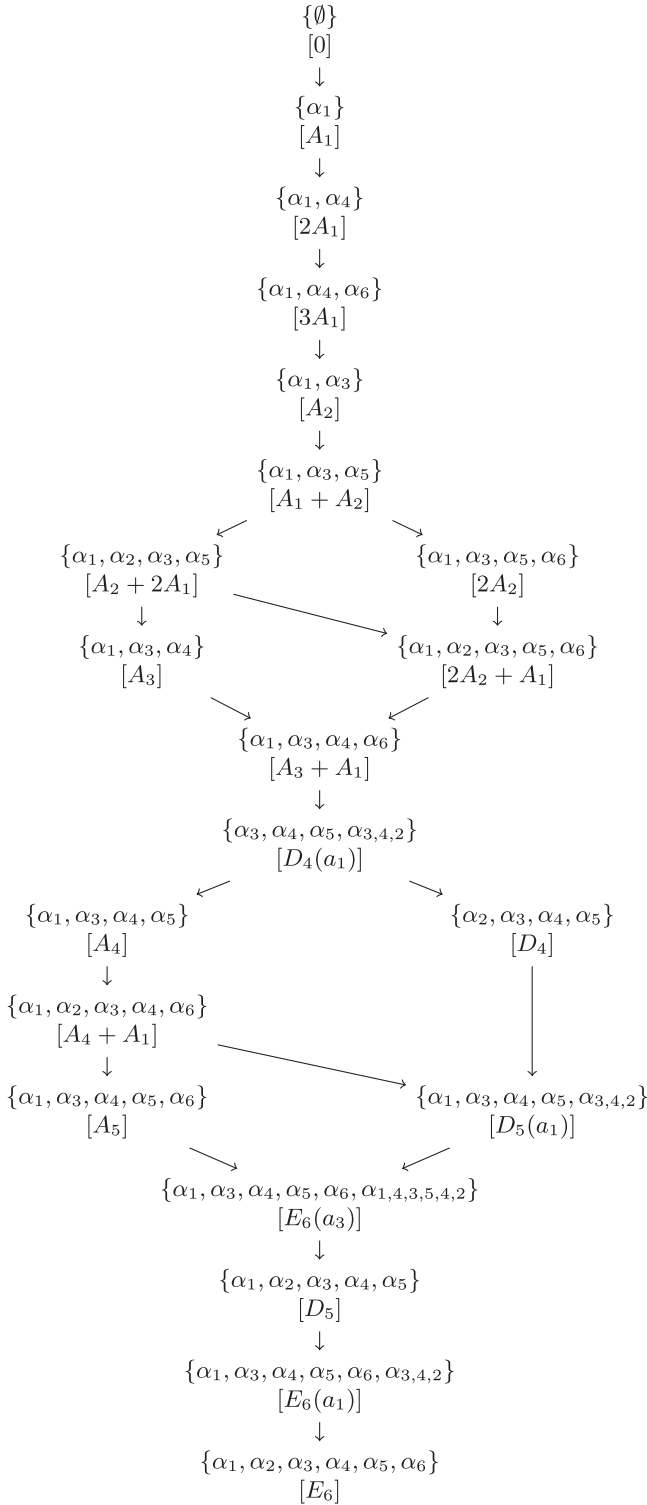 {∅}
[0]
{α₁}
[A₁]
{α₁, α₄}
[2A₁]
{α₁, α₄, α₆}
[3A₁]
{α₁, α₃}
[A₂]
{α₁, α₃, α₅}
[A₁ + A₂]
{α₁, α₂, α₃, α₅}
[A₂ + 2A₁]
{α₁, α₃, α₅, α₆}
[2A₂]
{α₁, α₃, α₄}
[A₃]
{α₁, α₂, α₃, α₅, α₆}
[2A₂ + A₁]
{α₁, α₃, α₄, α₆}
[A₃ + A₁]
{α₃, α₄, α₅, α₃,₄,₂}
[D₄(a₁)]
{α₁, α₃, α₄, α₅}
[A₄]
{α₂, α₃, α₄, α₅}
[D₄]
{α₁, α₂, α₃, α₄, α₆}
[A₄ + A₁]
{α₁, α₃, α₄, α₅, α₆}
[A₅]
{α₁, α₃, α₄, α₅, α₃,₄,₂}
[D₅(a₁)]
{α₁, α₃, α₄, α₅, α₆, α₁,₄,₃,₅,₄,₂}
[E₆(a₃)]
{α₁, α₂, α₃, α₄, α₅}
[D₅]
{α₁, α₃, α₄, α₅, α₆, α₃,₄,₂}
[E₆(a₁)]
{α₁, α₂, α₃, α₄, α₅, α₆}
[E₆]